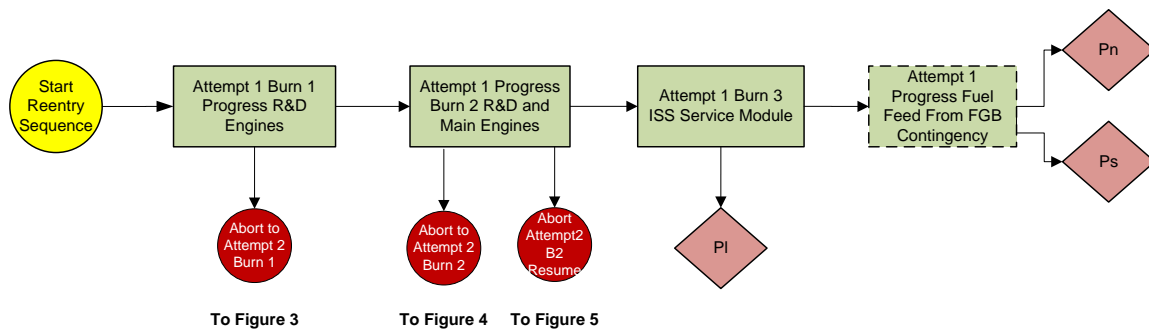 Start
Reentry
Sequence
Attempt 1 Burn 1
Progress R&D
Engines
Attempt 1 Progress
Burn 2 R&D and
Main Engines
Attempt 1 Burn 3
ISS Service Module
Attempt 1
Progress Fuel
Feed From FGB
Contingency
Pn
Ps
Abort to
Attempt 2
Burn 1
Abort to
Attempt 2
Burn 2
Abort
Attempt2
B2
Resume
Pl
To Figure 3
To Figure 4
To Figure 5